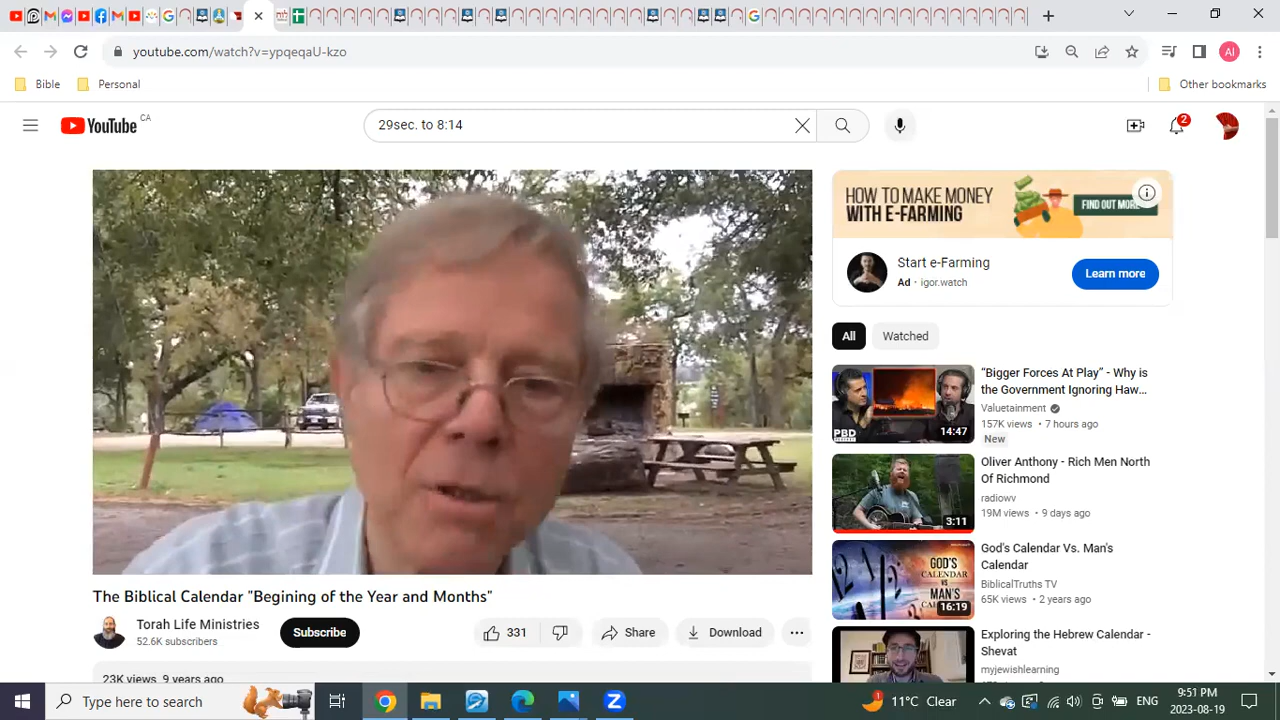 youtube.com/watch?v=ypqeqaU-kzo
AI
Bible
Personal
Other bookmarks
YouTube CA
29sec. to 8:14
2
HOW TO MAKE MONEY
WITH E-FARMING
FIND OUT MORE
Start e-Farming
Ad · igor.watch
Learn more
All
Watched
PBD
14:47
"Bigger Forces At Play" - Why is
the Government Ignoring Haw...
Valuetainment
157K views • 7 hours ago
New
3:11
Oliver Anthony - Rich Men North
Of Richmond
radiowv
19M views • 9 days ago
GOD'S
CALENDAR
VS
MAN'S
16:19
God's Calendar Vs. Man's
Calendar
BiblicalTruths TV
65K views • 2 years ago
Exploring the Hebrew Calendar -
Shevat
myjewishlearning
The Biblical Calendar "Begining of the Year and Months"
Torah Life Ministries
52.6K subscribers
Subscribe
331
Share
Download
23K views 9 years ago
Type here to search
1
11°C Clear
ENG
9:51 PM
2023-08-19